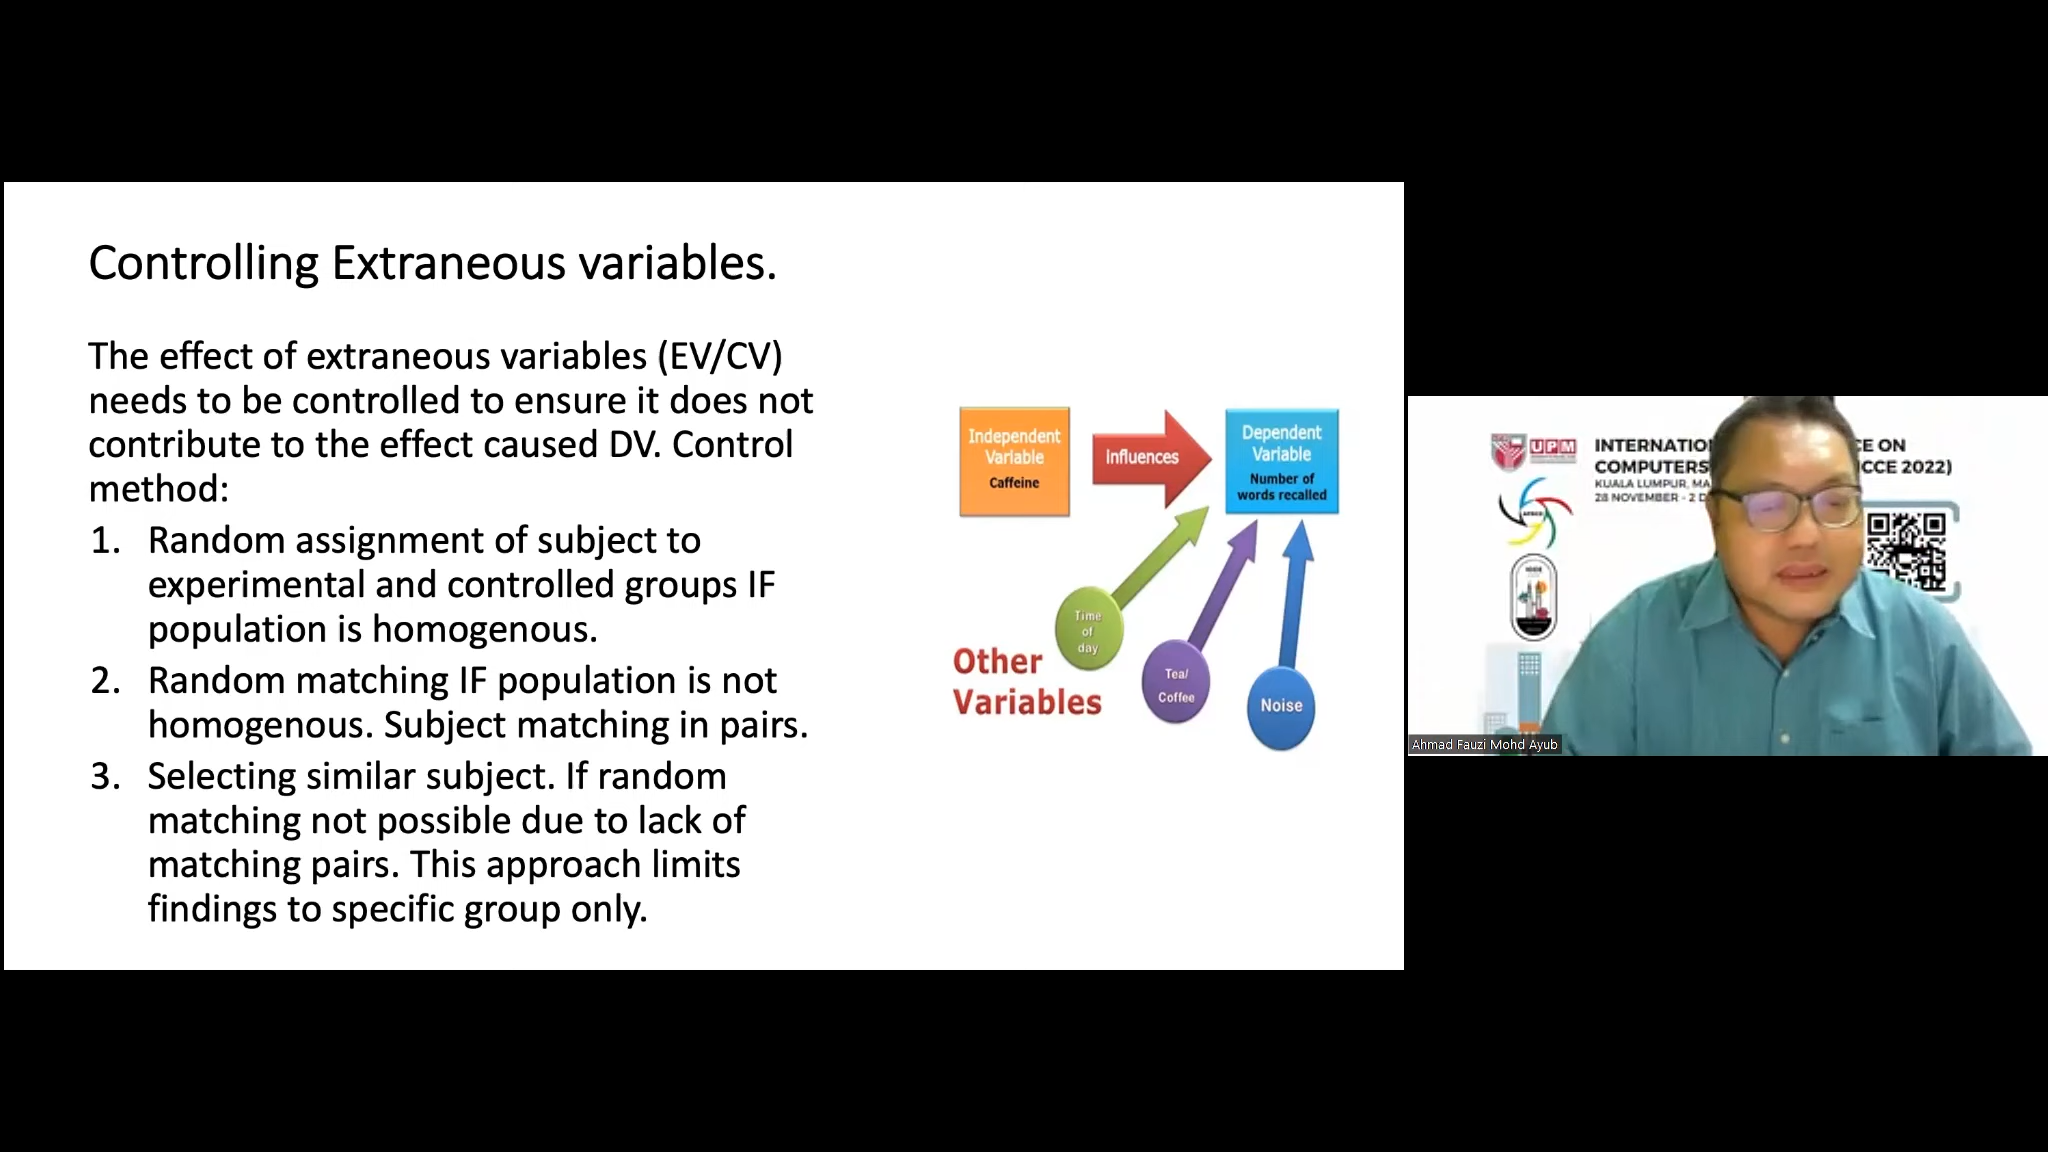 Controlling Extraneous variables.
The effect of extraneous variables (EV/CV)
needs to be controlled to ensure it does not
contribute to the effect caused DV. Control
method:
1. Random assignment of subject to
experimental and controlled groups IF
population is homogenous.
2. Random matching IF population is not
homogenous. Subject matching in pairs.
3. Selecting similar subject. If random
matching not possible due to lack of
matching pairs. This approach limits
findings to specific group only.
Independent
Variable
Caffeine
influences
Dependent
Variable
Number of
words recalled
Other
Variables
Time
of
day
Tea/
Coffee
Noise
UPM
CE ON
COMPUTERS
ICCE 2022)
KUALA LUMPUR,
28 NOVEMBER - 2
Ahmad Fauzi Mohd Ayub